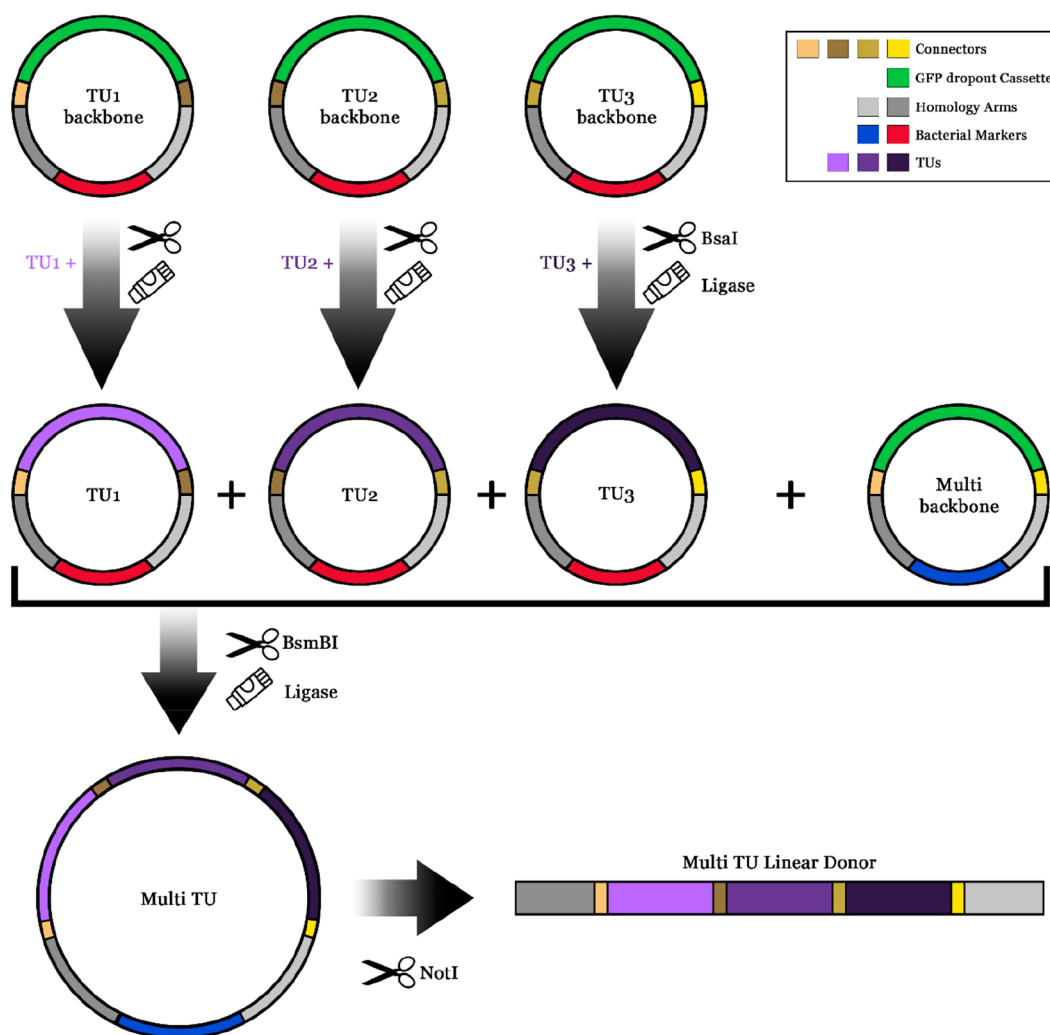 TU1
backbone
TU2
backbone
TU3
backbone
Connectors
GFP dropout Cassette
Homology Arms
Bacterial Markers
TUs
TU1 +
TU2 +
TU3 +
BsaI
Ligase
TU1
+
TU2
+
TU3
+
Multi
backbone
BsmBI
Ligase
Multi TU
NotI
Multi TU Linear Donor